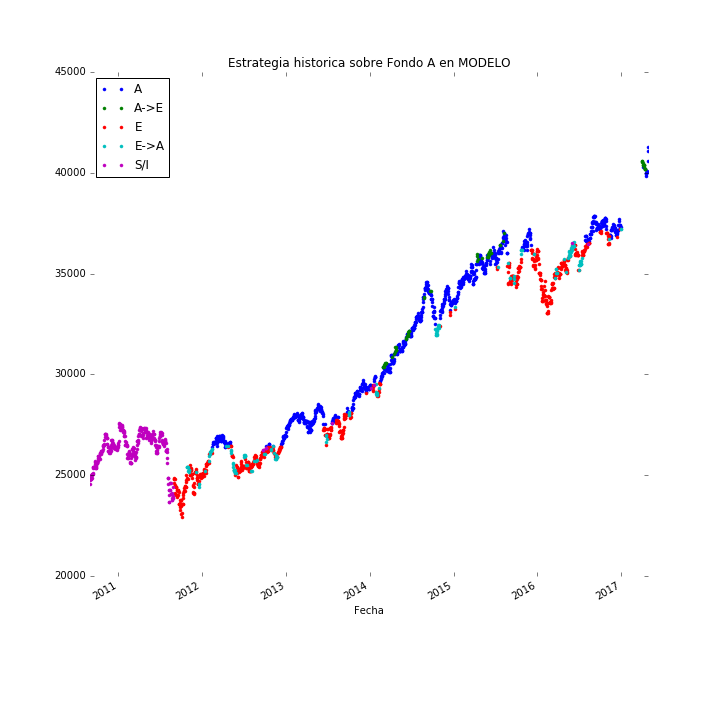 Estrategia historica sobre Fondo A en MODELO
45000
40000
35000
30000
25000
20000
A
A->E
E
E->A
S/I
2011
2012
2013
2014
2015
2016
2017
Fecha